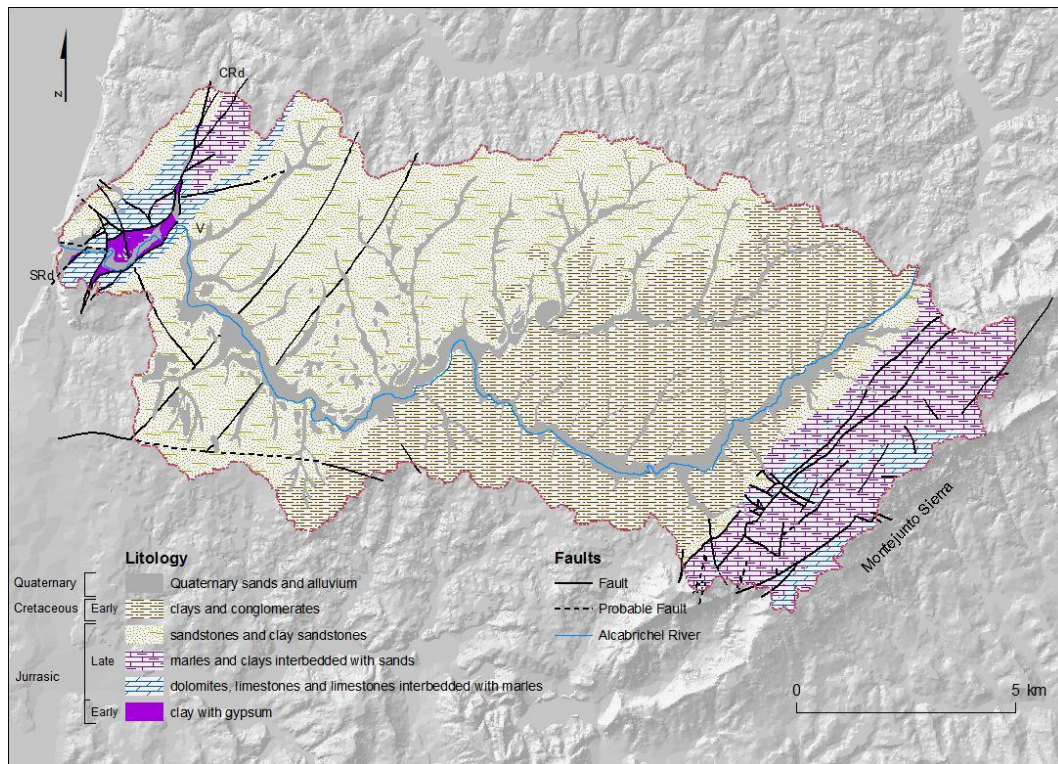 CRd
N
V
SRd
Montejunto Sierra
Litology
Quaternary
Quaternary sands and alluvium
Cretaceous
Early
clays and conglomerates
sandstones and clay sandstones
Jurrasic
Late
marles and clays interbedded with sands
dolomites, limestones and limestones interbedded with marles
Early
clay with gypsum
Faults
Fault
Probable Fault
Alcabrichel River
0 5 km